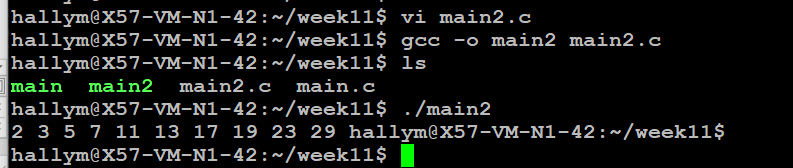 hallym@X57-VM-N1-42:~/week11$ vi main2.c
hallym@X57-VM-N1-42:~/week11$ gcc -o main2 main2.c
hallym@X57-VM-N1-42:~/week11$ ls
main  main2  main2.c  main.c
hallym@X57-VM-N1-42:~/week11$ ./main2
2 3 5 7 11 13 17 19 23 29 hallym@X57-VM-N1-42:~/week11$
hallym@X57-VM-N1-42:~/week11$